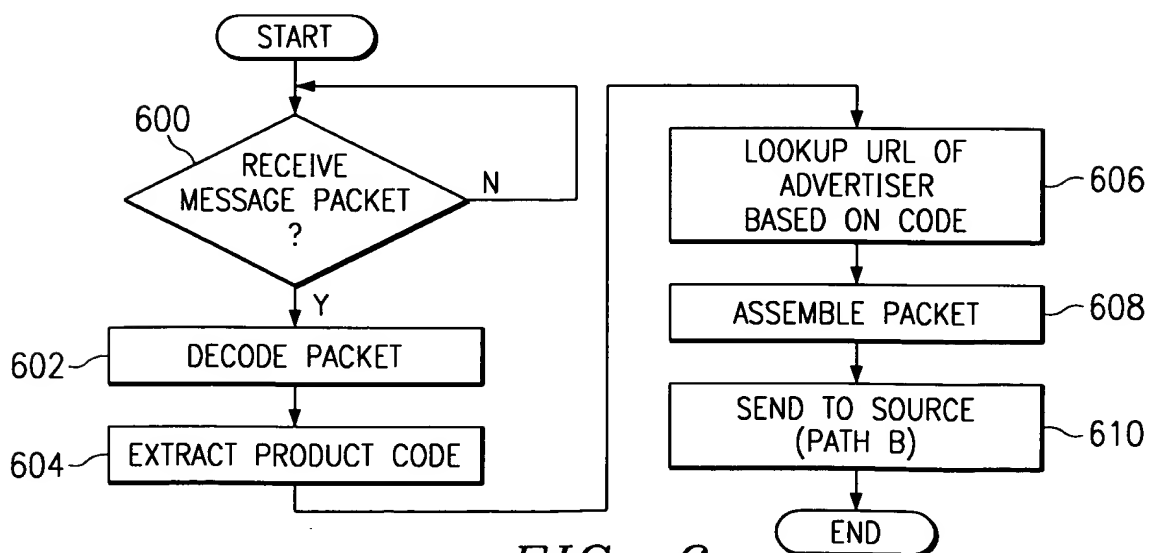 START
600
RECEIVE
MESSAGE PACKET
?
N
Y
602
DECODE PACKET
604
EXTRACT PRODUCT CODE
LOOKUP URL OF
ADVERTISER
BASED ON CODE
606
ASSEMBLE PACKET
608
SEND TO SOURCE
(PATH B)
610
END